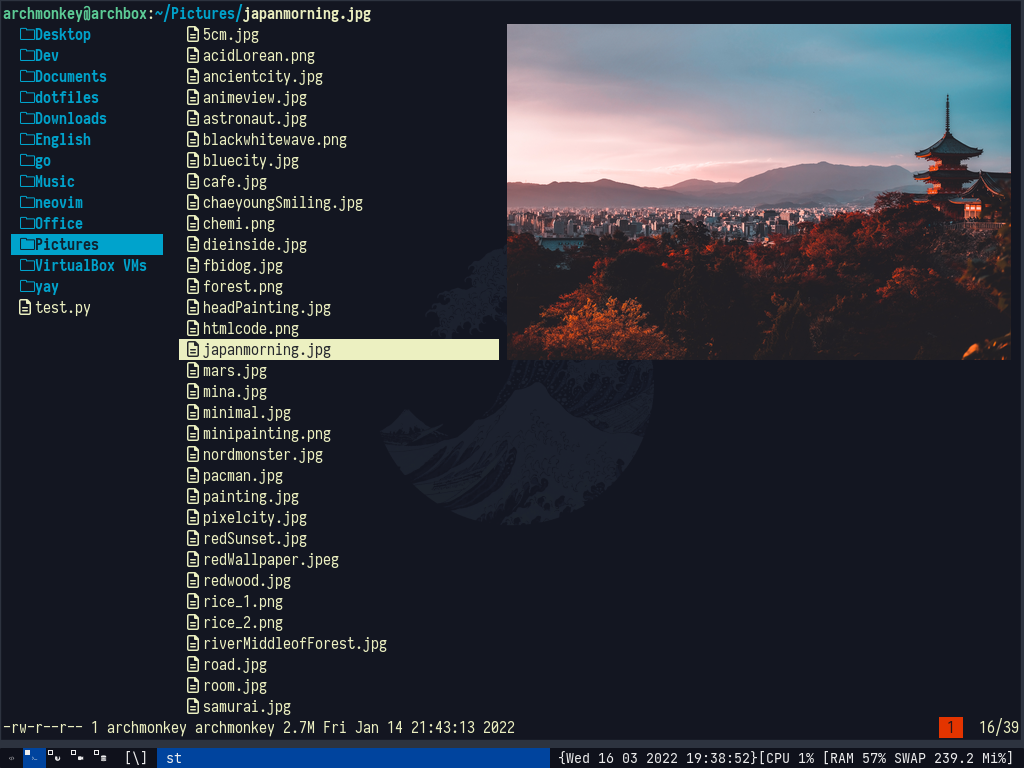 archmonkey@archbox:~/Pictures/japanmorning.jpg
Desktop
Dev
Documents
dotfiles
Downloads
English
go
Music
neovim
Office
Pictures
VirtualBox VMs
yay
test.py
5cm.jpg
acidLorean.png
ancientcity.jpg
animeview.jpg
astronaut.jpg
blackwhitewave.png
bluecity.jpg
cafe.jpg
chaeyoungSmiling.jpg
chemi.png
dieinside.jpg
fbidog.jpg
forest.png
headPainting.jpg
htmlcode.png
japanmorning.jpg
mars.jpg
mina.jpg
minimal.jpg
minipainting.png
nordmonster.jpg
pacman.jpg
painting.jpg
pixelcity.jpg
redSunset.jpg
redWallpaper.jpeg
redwood.jpg
rice_1.png
rice_2.png
riverMiddleofForest.jpg
road.jpg
room.jpg
samurai.jpg
-rw-r--r-- 1 archmonkey archmonkey 2.7M Fri Jan 14 21:43:13 2022 1 16/39
[\] st {Wed 16 03 2022 19:38:52}[CPU 1% [RAM 57% SWAP 239.2 Mi%]